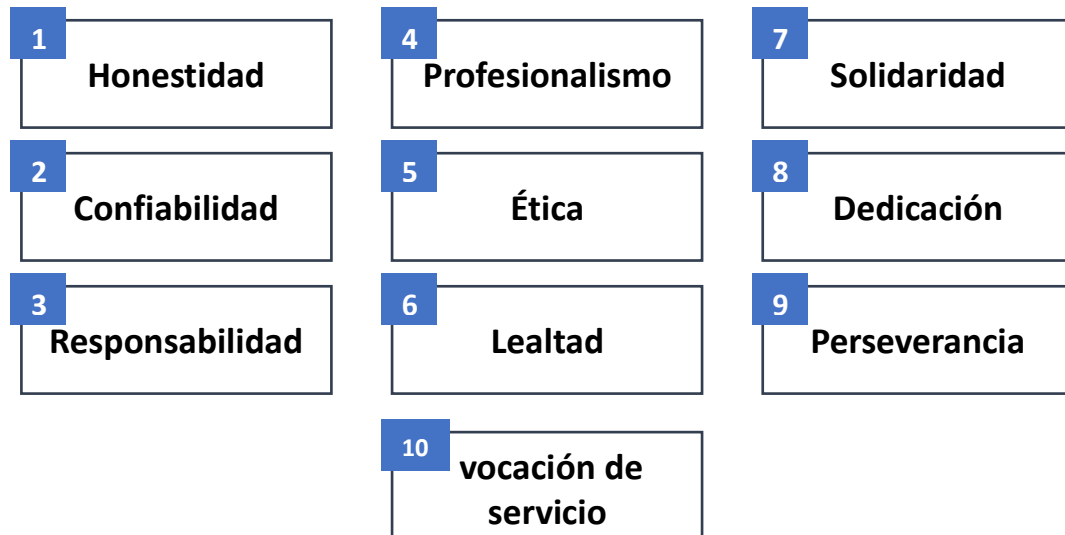 1
Honestidad
2
Confiabilidad
3
Responsabilidad
4
Profesionalismo
5
Ética
6
Lealtad
7
Solidaridad
8
Dedicación
9
Perseverancia
10
vocación de
servicio